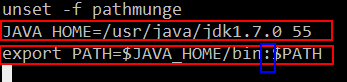 unset -f pathmunge
JAVA_HOME=/usr/java/jdk1.7.0_55
export PATH=$JAVA_HOME/bin:$PATH